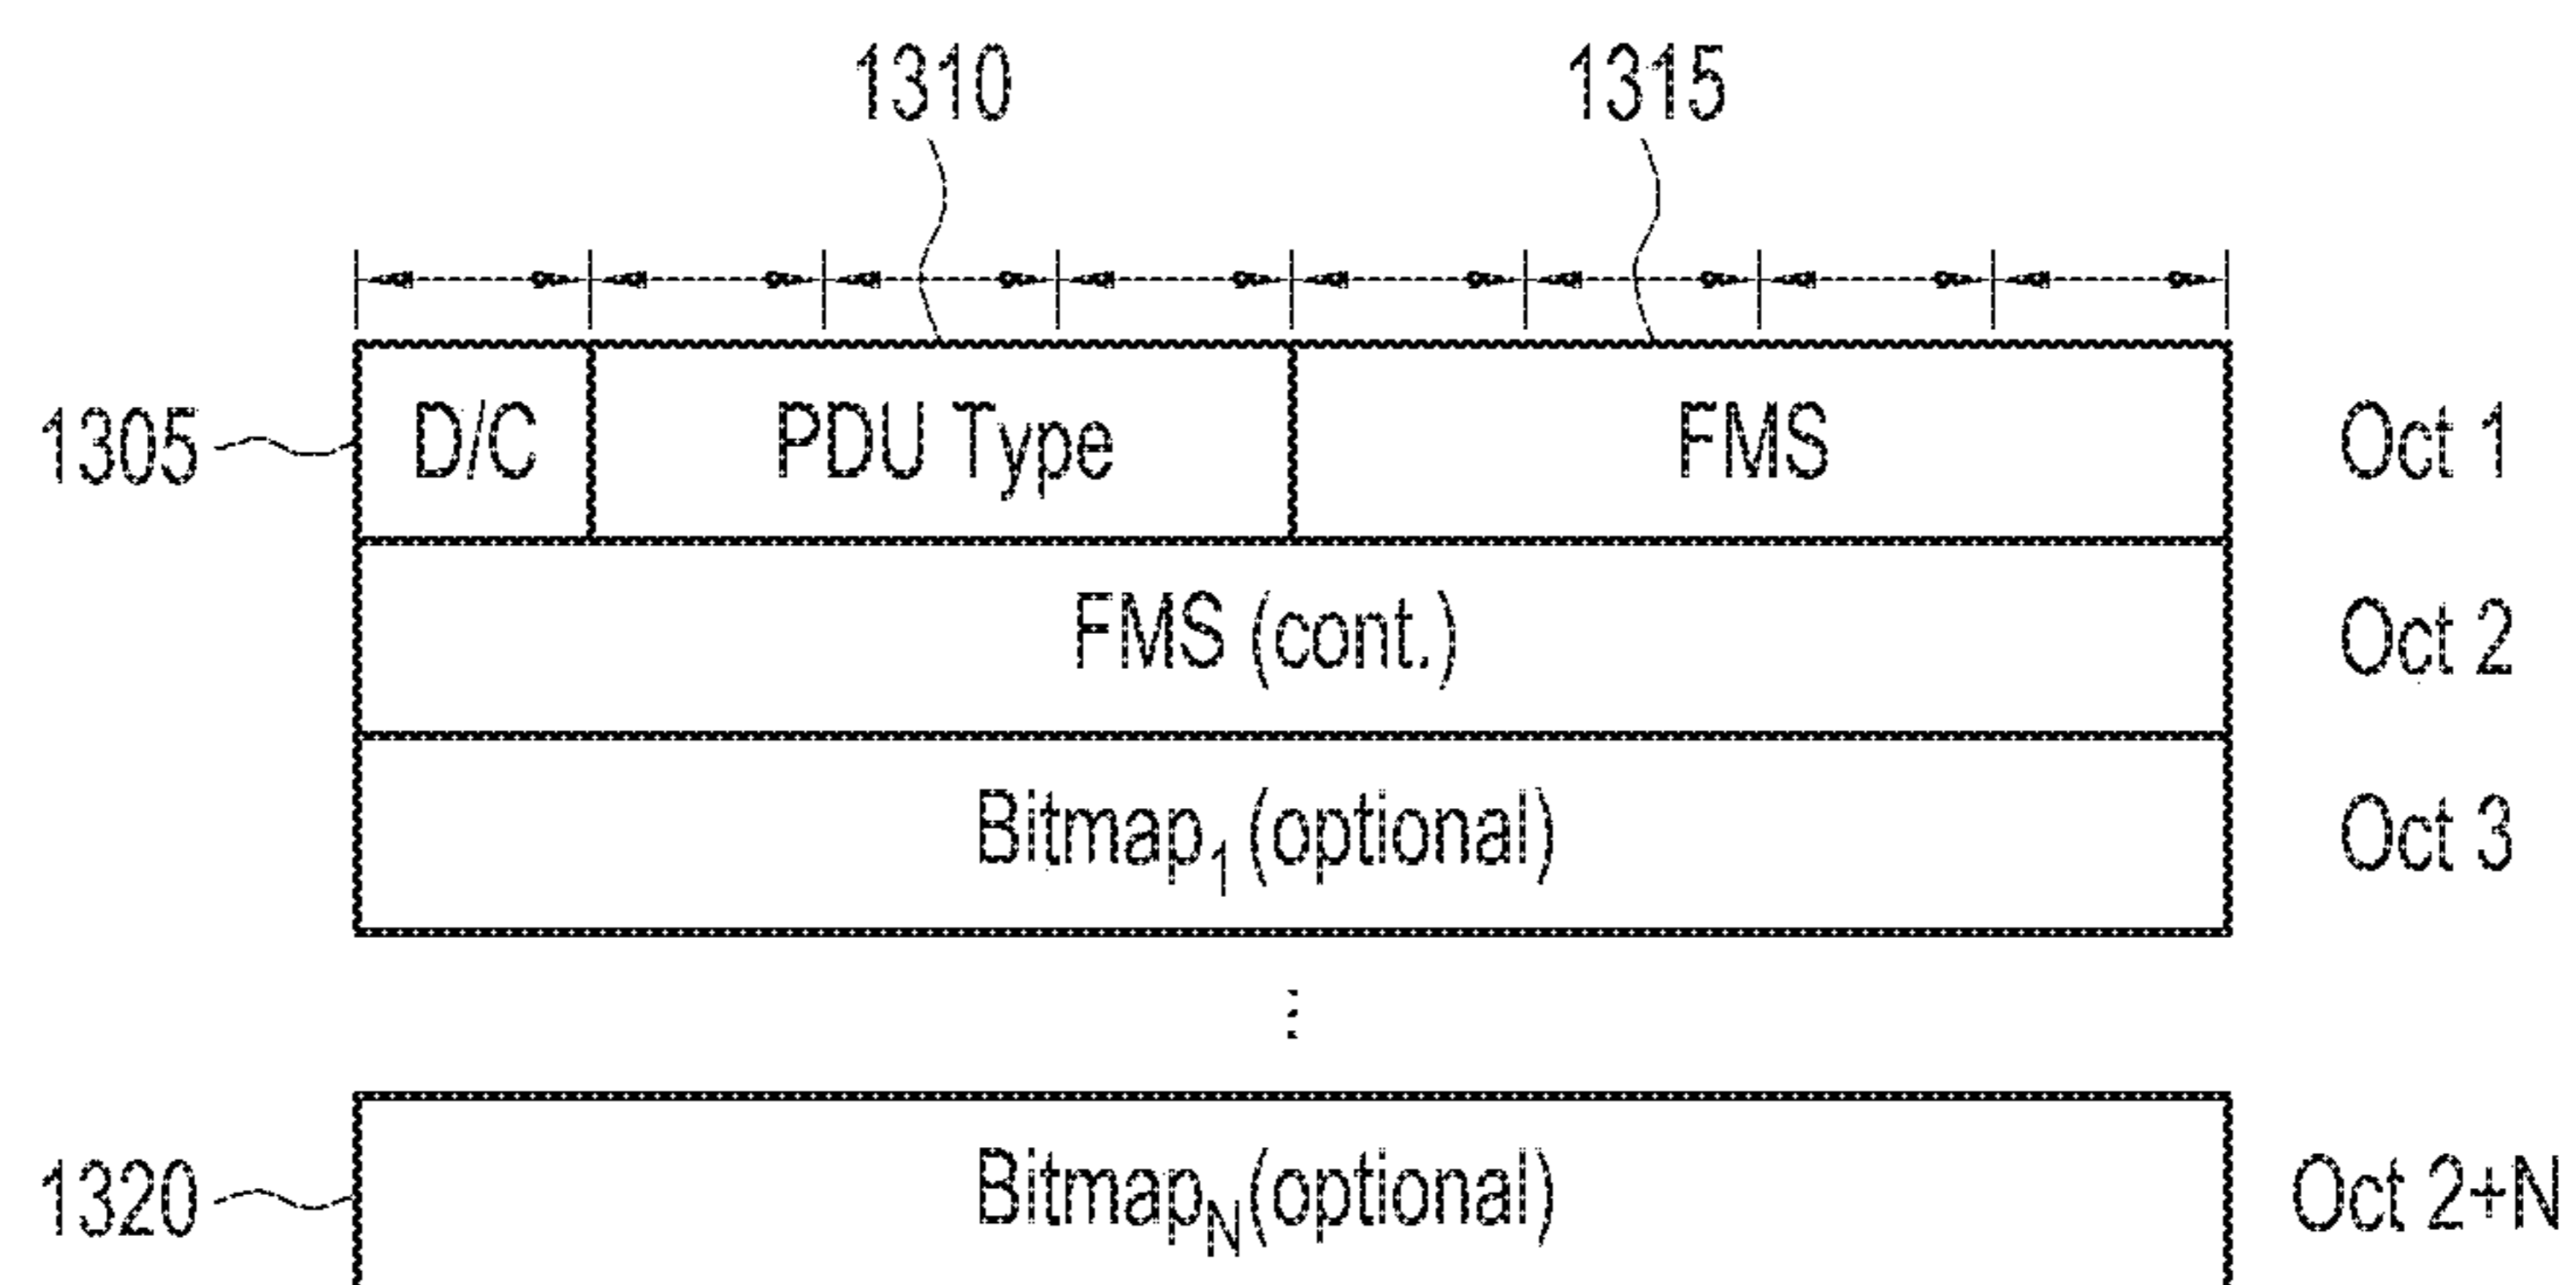 1310 1315
1305 D/C PDU Type FMS Oct 1
FMS (cont.) Oct 2
Bitmap1 (optional) Oct 3
⋮
1320 BitmapN(optional) Oct 2+N